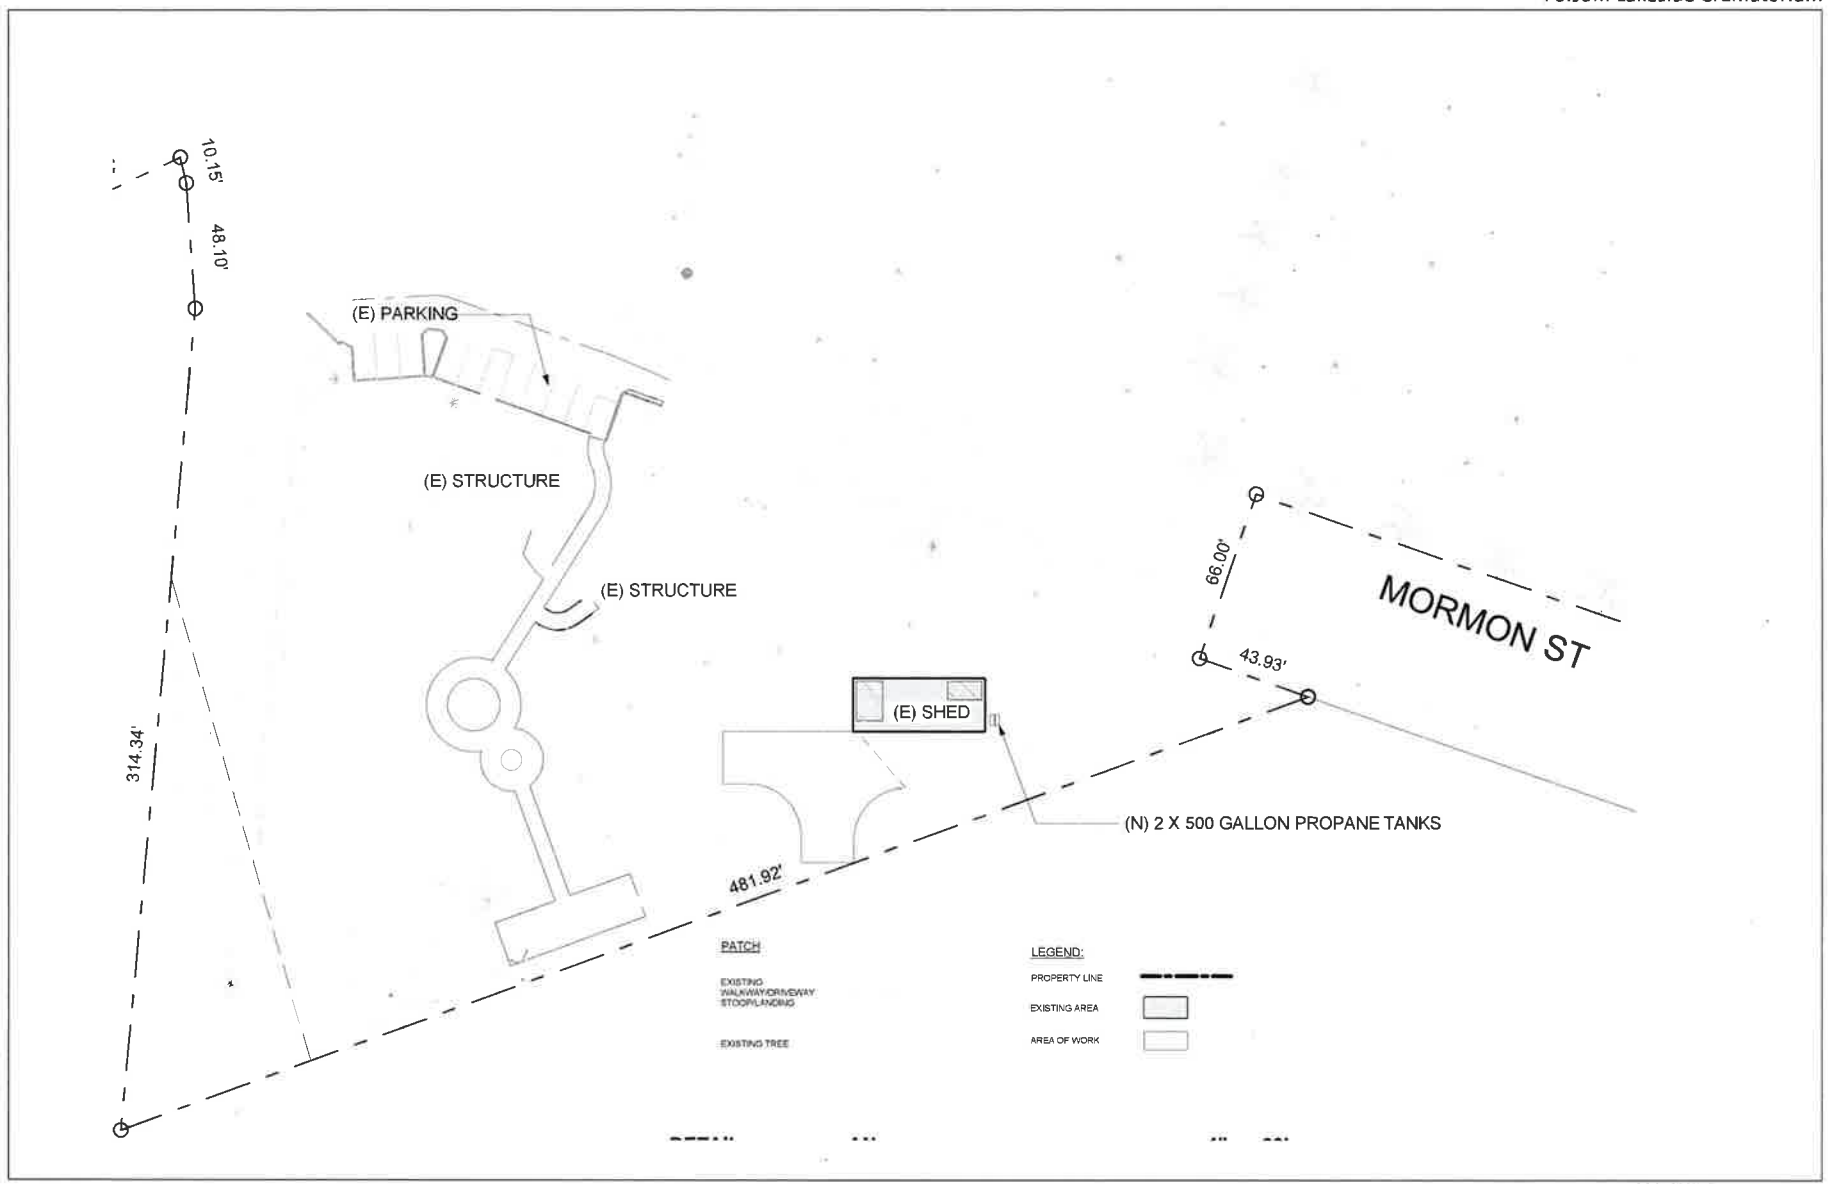 10.15'
48.10'
(E) PARKING
(E) STRUCTURE
(E) STRUCTURE
66.00'
MORMON ST
43.93'
(E) SHED
314.34'
(N) 2 X 500 GALLON PROPANE TANKS
481.92'
PATCH
EXISTING
WALKWAY/DRIVEWAY
STOOP/LANDING
EXISTING TREE
LEGEND:
PROPERTY LINE
EXISTING AREA
AREA OF WORK